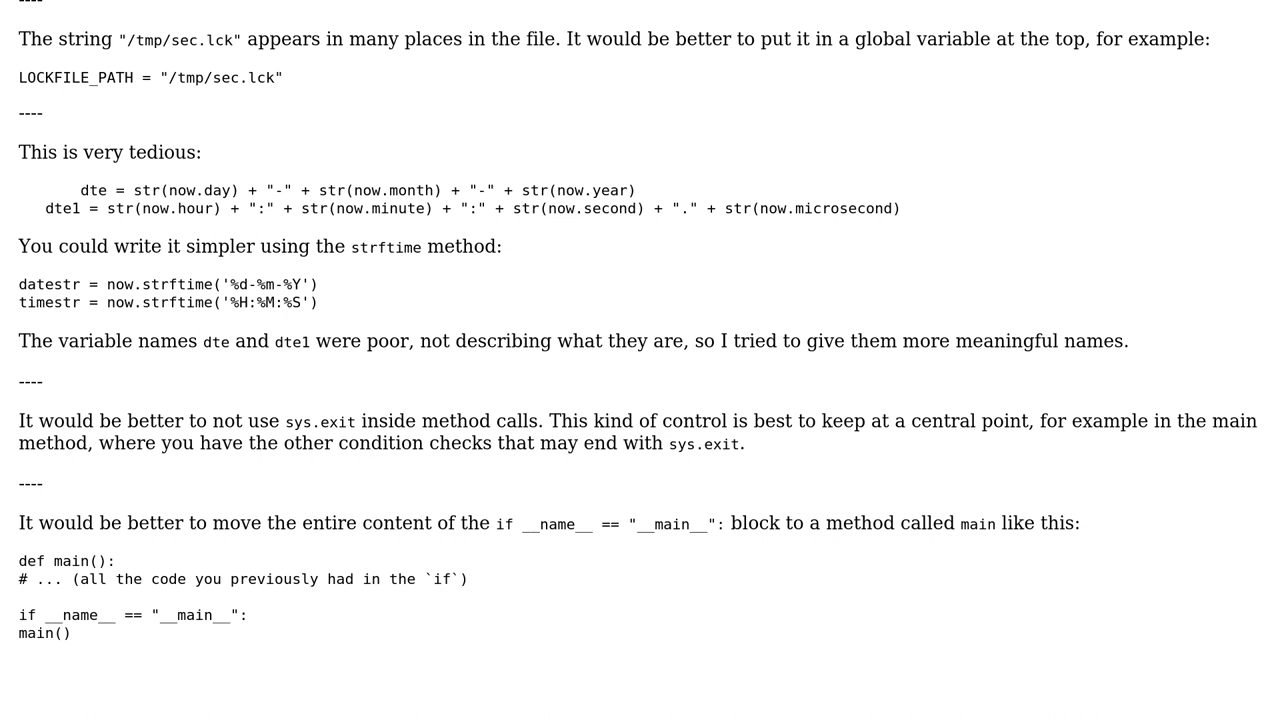 ----
The string "/tmp/sec.lck" appears in many places in the file. It would be better to put it in a global variable at the top, for example:
LOCKFILE_PATH = "/tmp/sec.lck"
----
This is very tedious:
       dte = str(now.day) + "-" + str(now.month) + "-" + str(now.year)
   dte1 = str(now.hour) + ":" + str(now.minute) + ":" + str(now.second) + "." + str(now.microsecond)
You could write it simpler using the strftime method:
datestr = now.strftime('%d-%m-%Y')
timestr = now.strftime('%H:%M:%S')
The variable names dte and dte1 were poor, not describing what they are, so I tried to give them more meaningful names.
----
It would be better to not use sys.exit inside method calls. This kind of control is best to keep at a central point, for example in the main
method, where you have the other condition checks that may end with sys.exit.
----
It would be better to move the entire content of the if __name__ == "__main__": block to a method called main like this:
def main():
# ... (all the code you previously had in the `if`)
if __name__ == "__main__":
main()